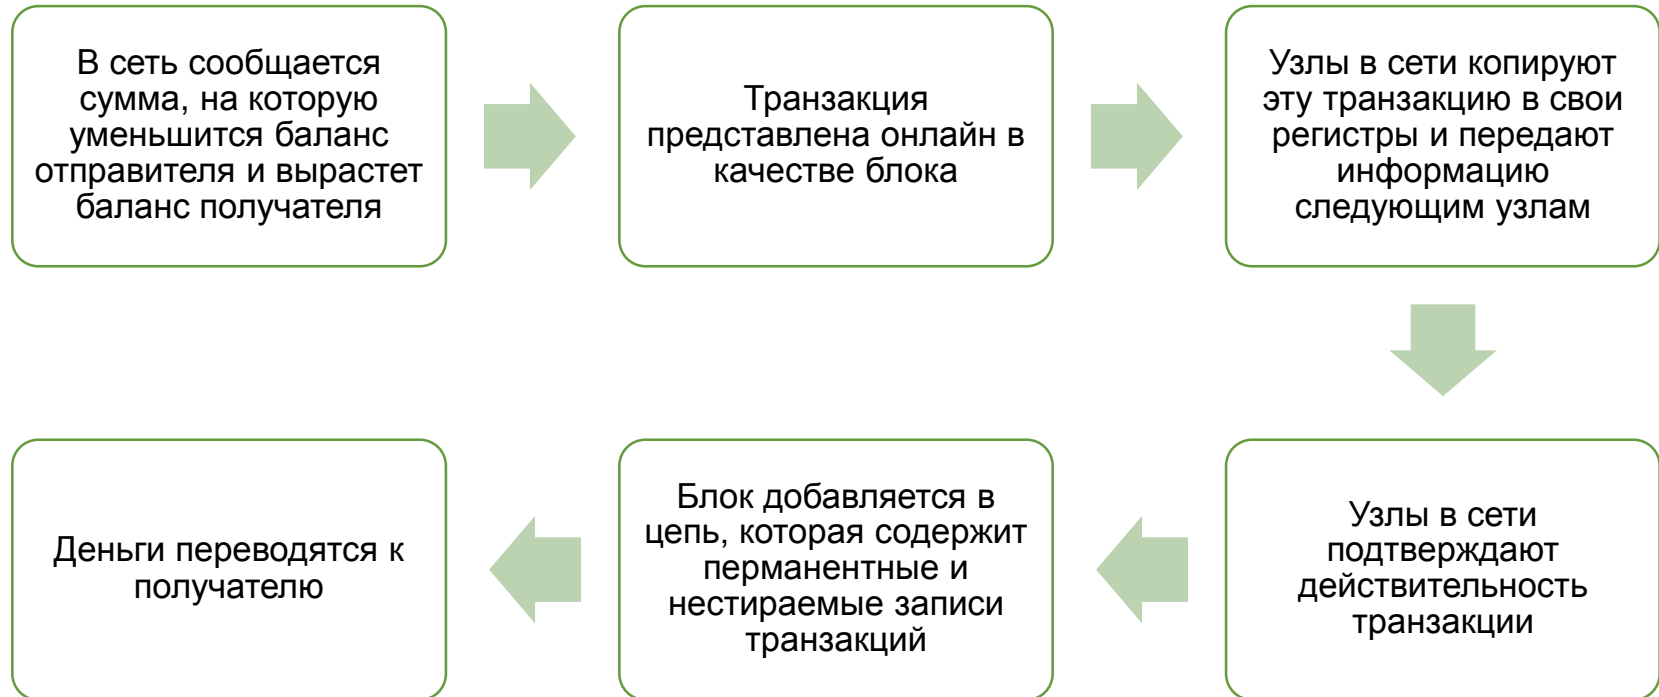 В сеть сообщается
сумма, на которую
уменьшится баланс
отправителя и вырастет
баланс получателя
Транзакция
представлена онлайн в
качестве блока
Узлы в сети копируют
эту транзакцию в свои
регистры и передают
информацию
следующим узлам
Узлы в сети
подтверждают
действительность
транзакции
Блок добавляется в
цепь, которая содержит
перманентные и
нестираемые записи
транзакций
Деньги переводятся к
получателю